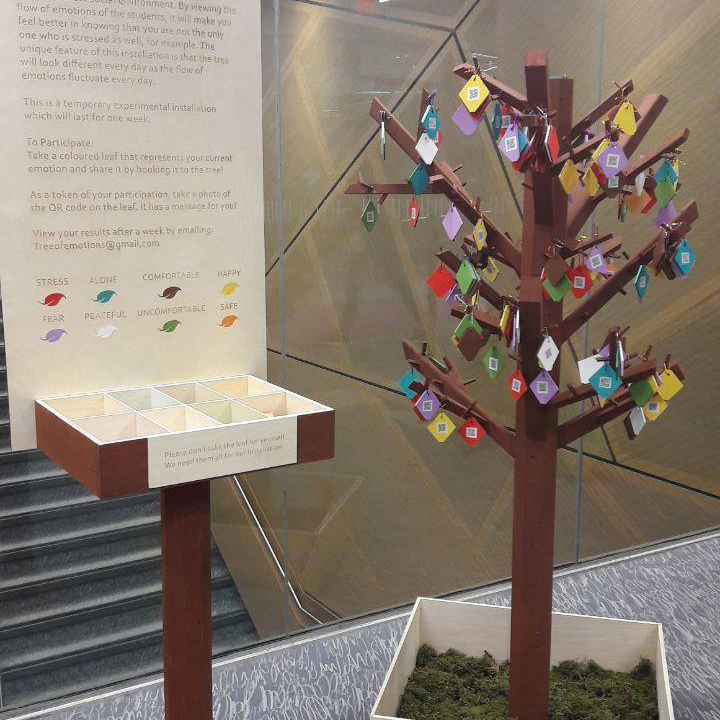 environment. By viewing the
flow of emotions of the students, it will make you
feel better in knowing that you are not the only
one who is stressed as well, for example. The
unique feature of this installation is that the tree
will look different every day as the flow of
emotions fluctuate every day.
This is a temporary experimental installation
which will last for one week.
To Participate:
Take a coloured leaf that represents your current
emotion and share it by hooking it to the tree!
As a token of your participation, take a photo of
the QR code on the leaf. It has a message for you!
View your results after a week by emailing:
Treeofemotions@gmail.com
STRESS ALONE COMFORTABLE HAPPY
FEAR PEACEFUL UNCOMFORTABLE SAFE
Please don't take the leaf for yourself.
We need them all for our installation.